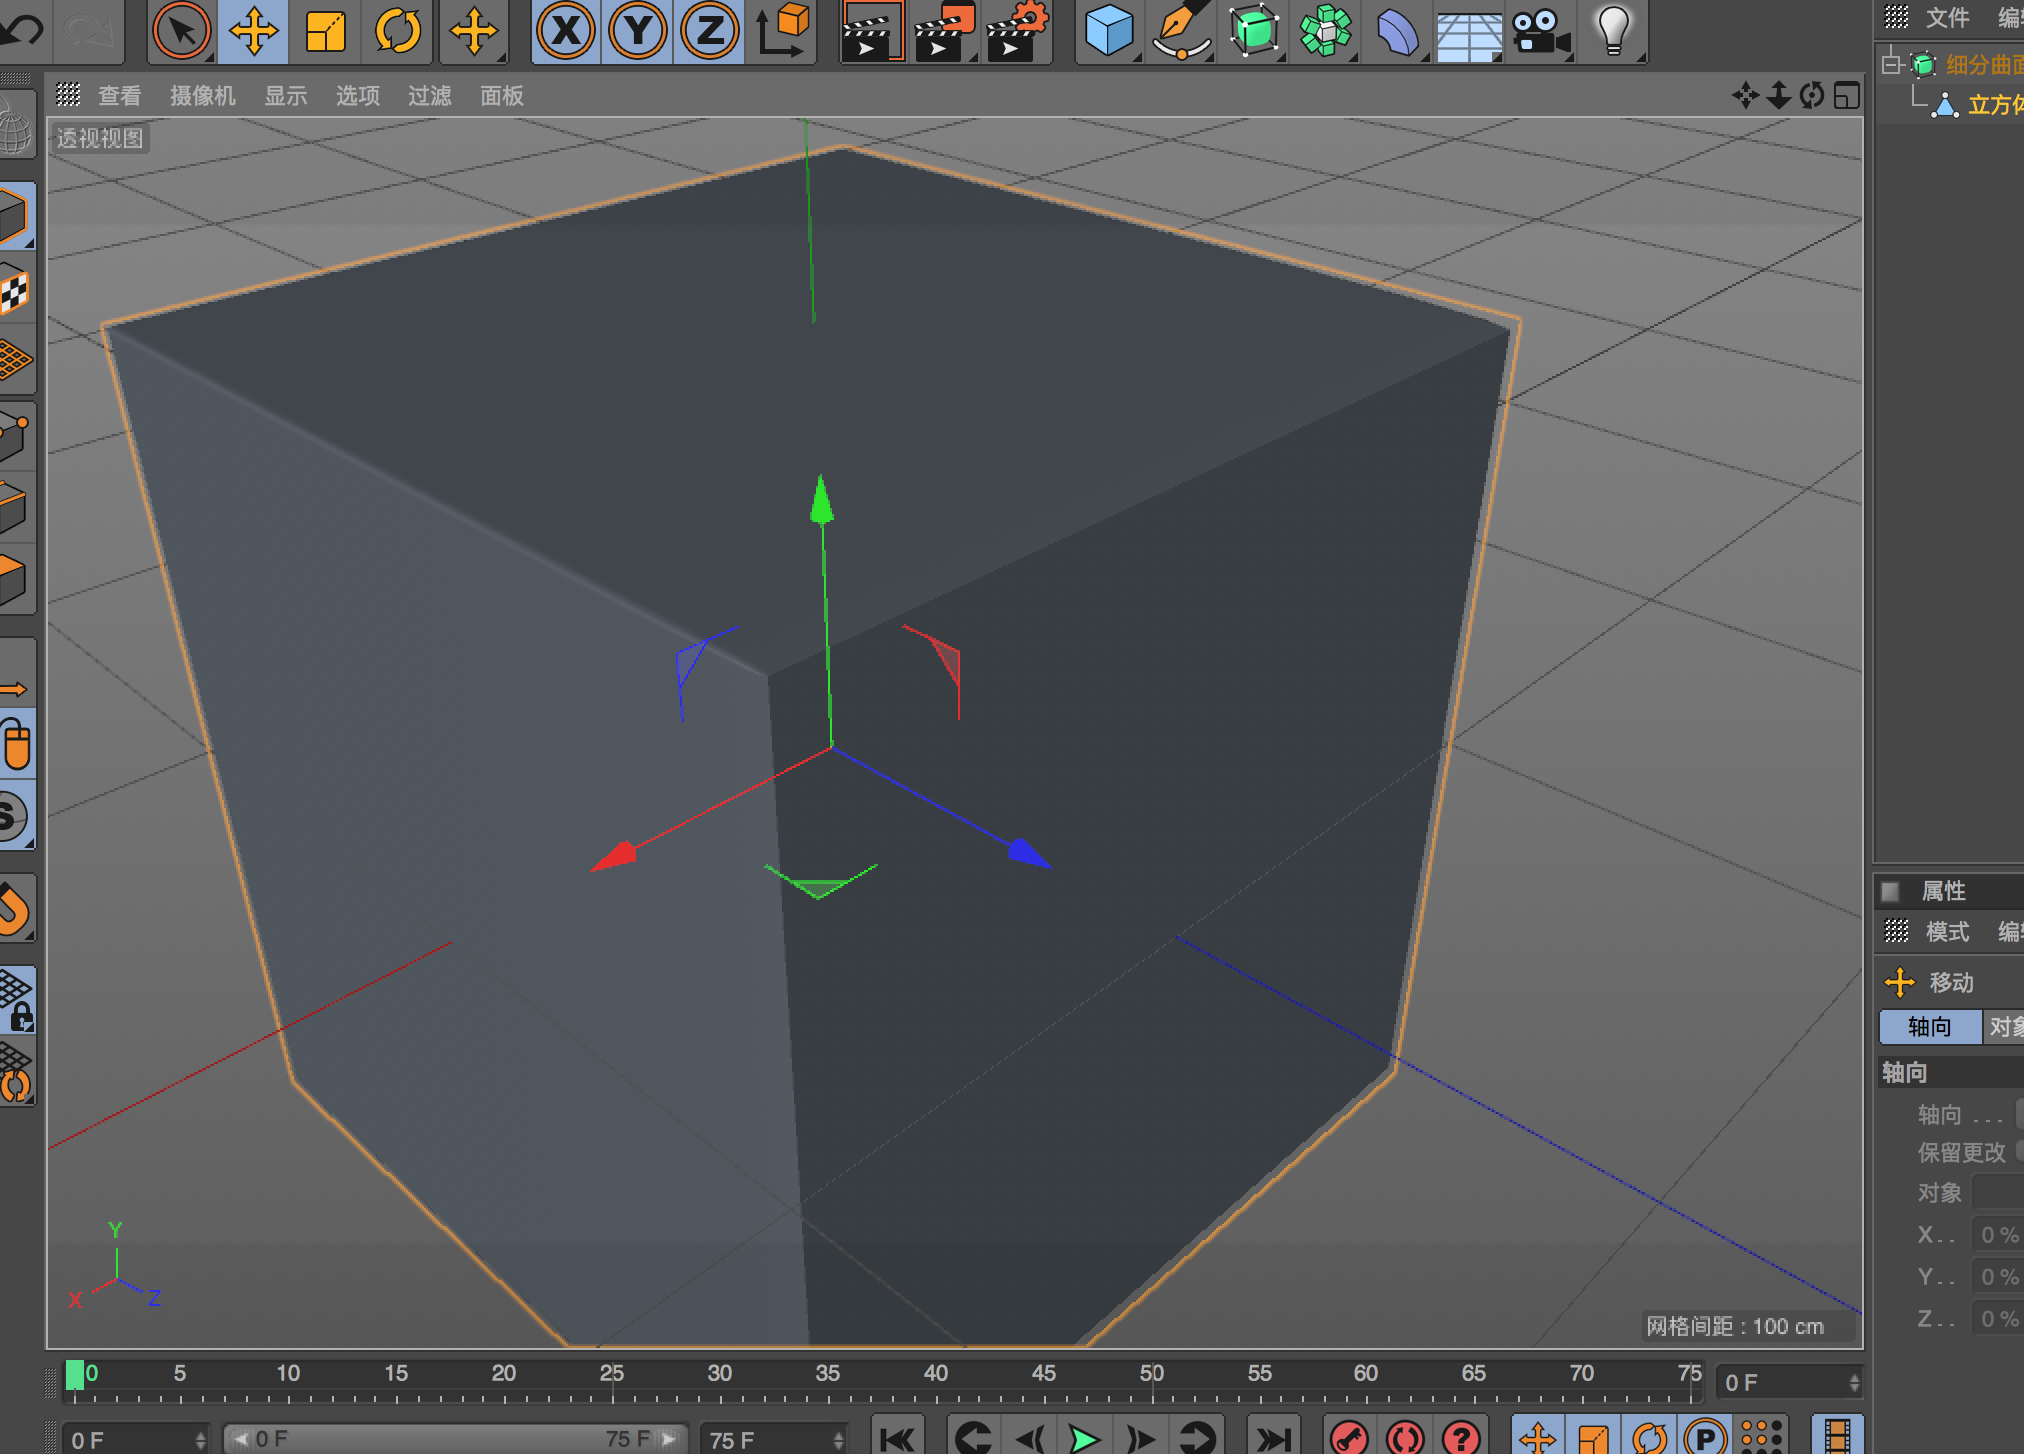 X Y Z
文件
查看 摄像机 显示 选项 过滤 面板
细分曲面
立方体
透视视图
S
属性
模式
移动
轴向 对象
轴向
轴向 . . .
保留更改
对象
X . . 0 %
Y . . 0 %
Z . . 0 %
Y
X Z
网格间距 : 100 cm
0 5 10 15 20 25 30 35 40 45 50 55 60 65 70 75 0 F
0 F 0 F 75 F 75 F ? P